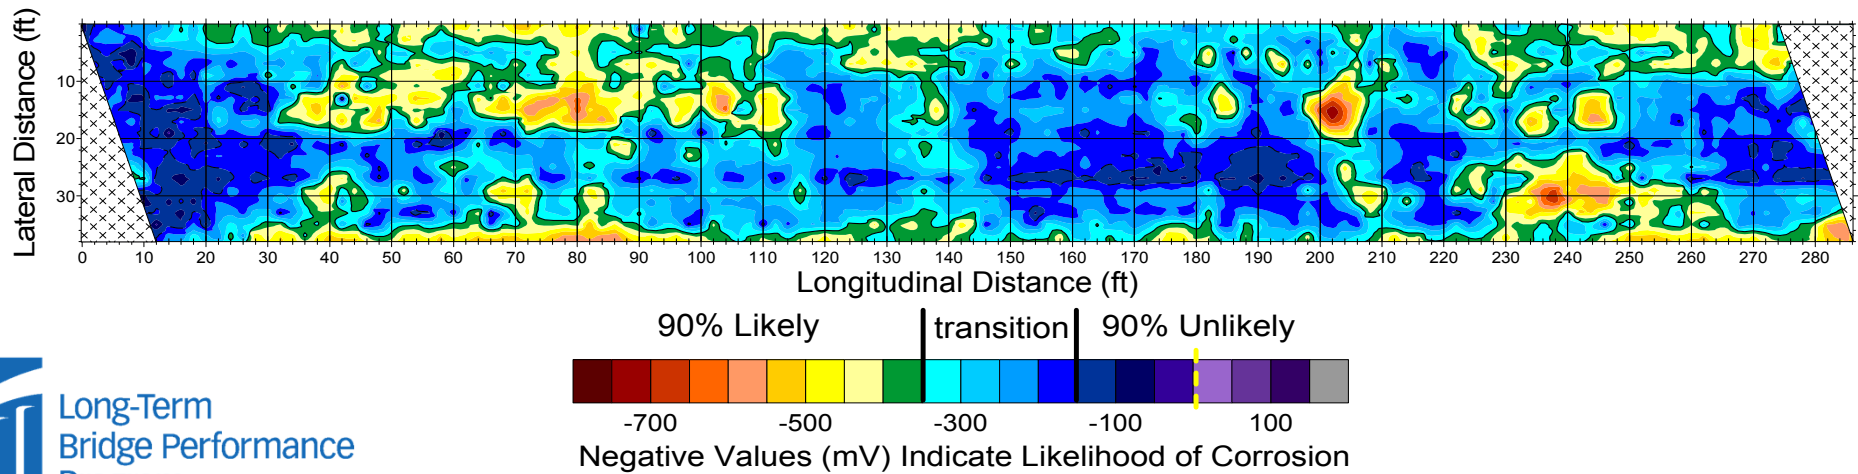 Lateral Distance (ft)
10
20
30
0 10 20 30 40 50 60 70 80 90 100 110 120 130 140 150 160 170 180 190 200 210 220 230 240 250 260 270 280
Longitudinal Distance (ft)
90% Likely transition 90% Unlikely
-700 -500 -300 -100 100
Negative Values (mV) Indicate Likelihood of Corrosion
Long-Term
Bridge Performance